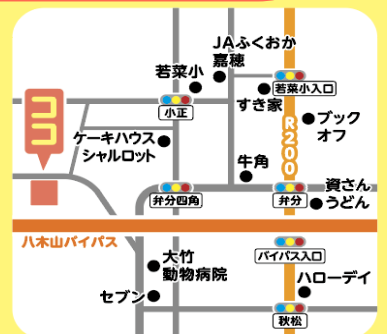 JAふくおか
嘉穂
若菜小
若菜小入口
すき家
小正
ココ
ブック
オフ
R200
ケーキハウス
シャルロット
牛角
弁分四角
弁分
資さん
うどん
八木山バイパス
バイパス入口
大竹
動物病院
ハローデイ
セブン
秋松